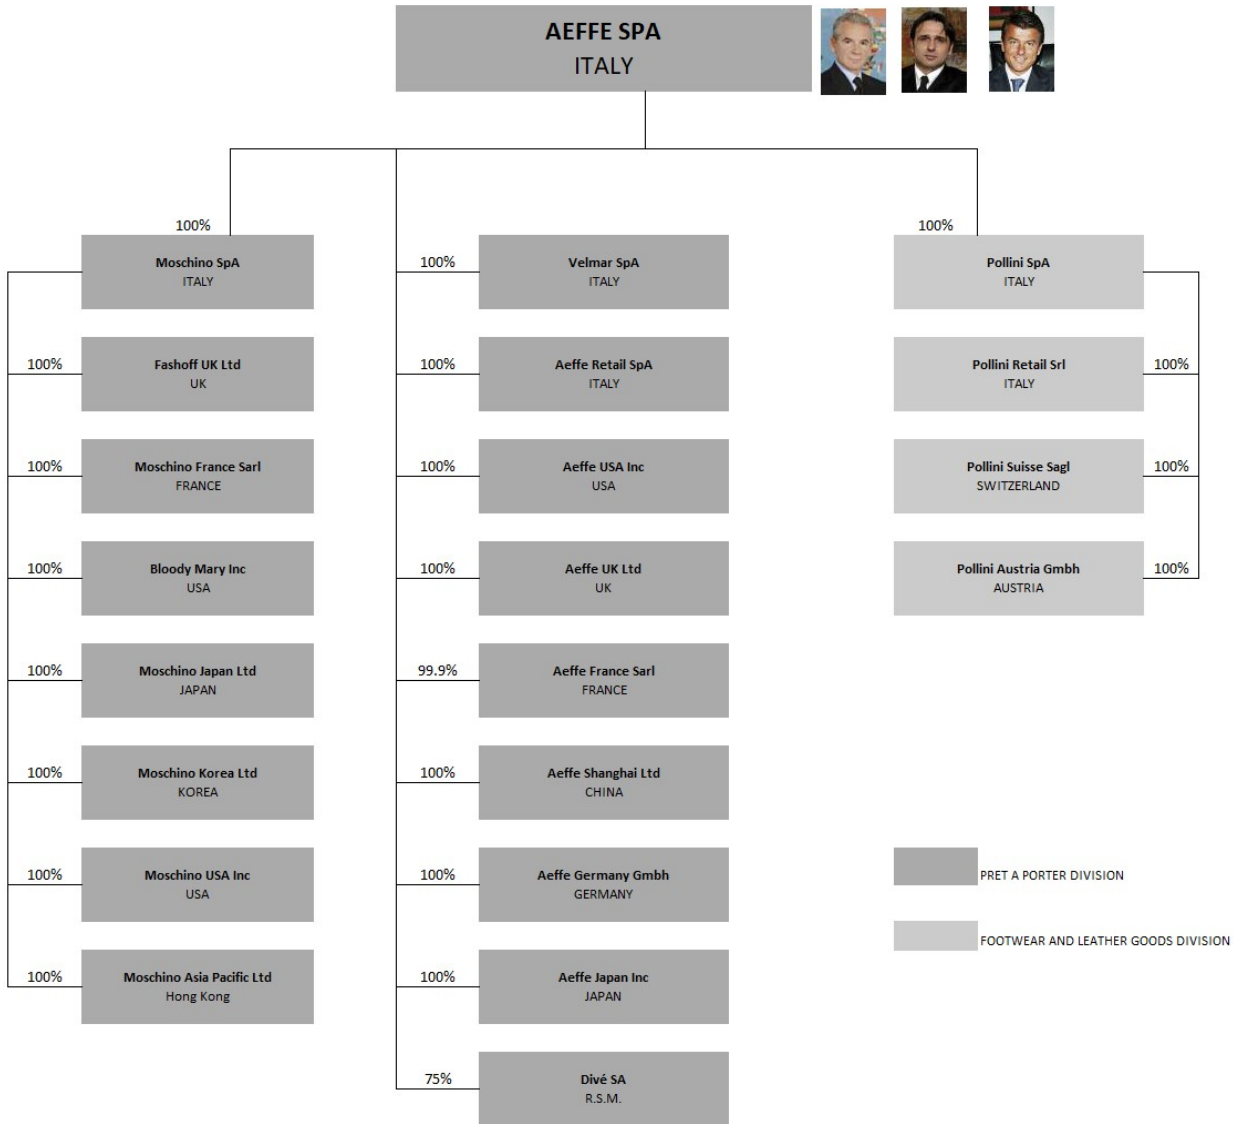 AEFFE SPA
ITALY
100%
Moschino SpA
ITALY
100%
Fashoff UK Ltd
UK
100%
Moschino France Sarl
FRANCE
100%
Bloody Mary Inc
USA
100%
Moschino Japan Ltd
JAPAN
100%
Moschino Korea Ltd
KOREA
100%
Moschino USA Inc
USA
100%
Moschino Asia Pacific Ltd
Hong Kong
100%
Velmar SpA
ITALY
100%
Aeffe Retail SpA
ITALY
100%
Aeffe USA Inc
USA
100%
Aeffe UK Ltd
UK
99.9%
Aeffe France Sarl
FRANCE
100%
Aeffe Shanghai Ltd
CHINA
100%
Aeffe Germany Gmbh
GERMANY
100%
Aeffe Japan Inc
JAPAN
75%
Divé SA
R.S.M.
100%
Pollini SpA
ITALY
Pollini Retail Srl
ITALY
100%
Pollini Suisse Sagl
SWITZERLAND
100%
Pollini Austria Gmbh
AUSTRIA
100%
PRET A PORTER DIVISION
FOOTWEAR AND LEATHER GOODS DIVISION